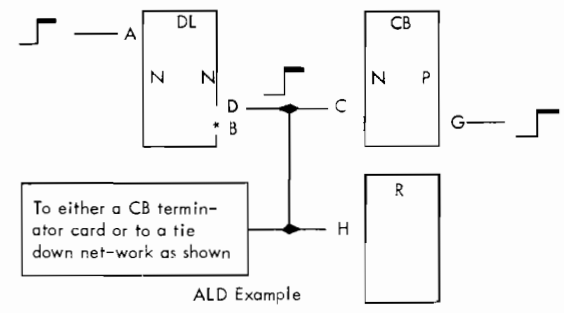 DL
CB
A
N N
N P
D
C
* B
G
R
To either a CB termin-
ator card or to a tie
down net-work as shown
H
ALD Example